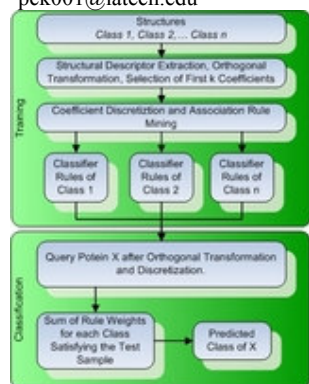 pck001@latech.edu
Structures
Class 1, Class 2,... Class n
Structural Descriptor Extraction, Orthogonal
Transformation, Selection of First k Coefficients
Coefficient Discretiztion and Association Rule
Mining
Training
Classifier
Rules of
Class 1
Classifier
Rules of
Class 2
Classifier
Rules of
Class n
Query Potein X after Orthogonal Transformation
and Discretization.
Classification
Sum of Rule Weights
for each Class
Satisfying the Test
Sample
Predicted
Class of X